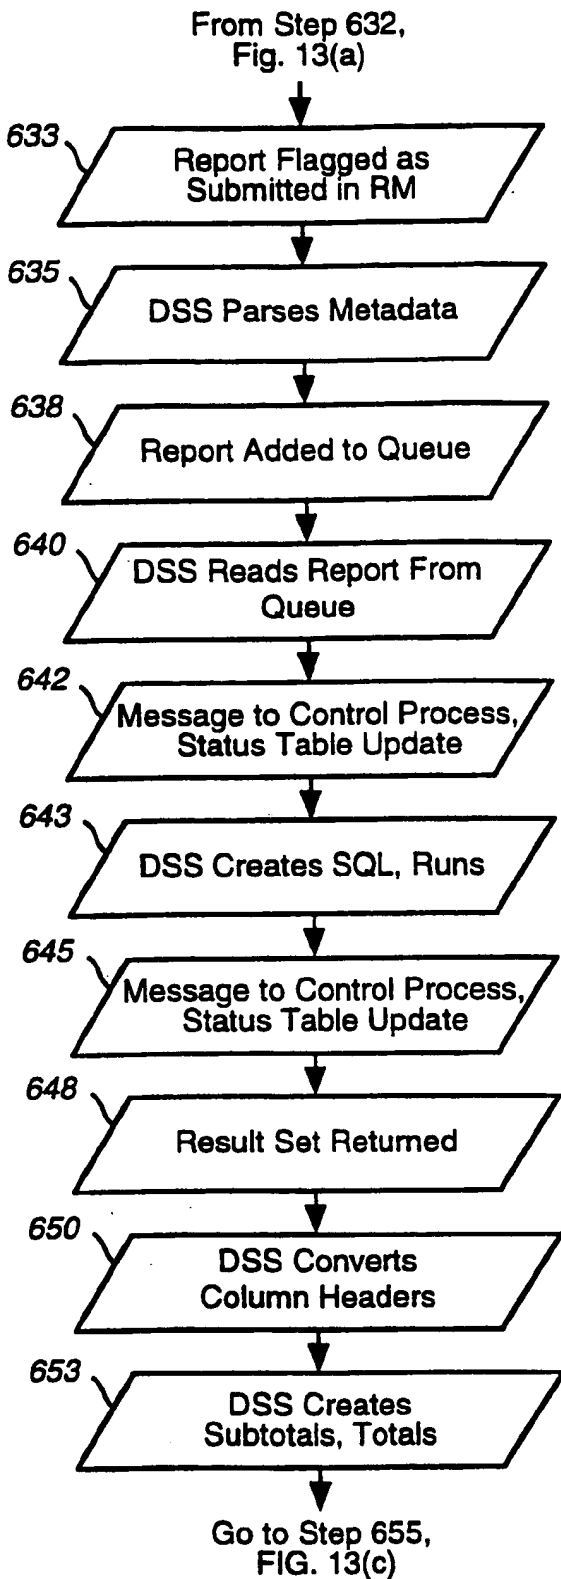 From Step 632,
Fig. 13(a)
633
Report Flagged as
Submitted in RM
635
DSS Parses Metadata
638
Report Added to Queue
640
DSS Reads Report From
Queue
642
Message to Control Process,
Status Table Update
643
DSS Creates SQL, Runs
645
Message to Control Process,
Status Table Update
648
Result Set Returned
650
DSS Converts
Column Headers
653
DSS Creates
Subtotals, Totals
Go to Step 655,
FIG. 13(c)